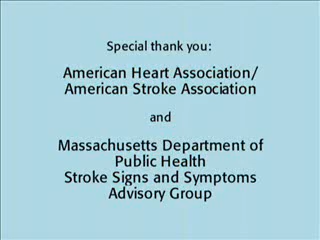 Special thank you:
American Heart Association/
American Stroke Association
and
Massachusetts Department of
Public Health
Stroke Signs and Symptoms
Advisory Group